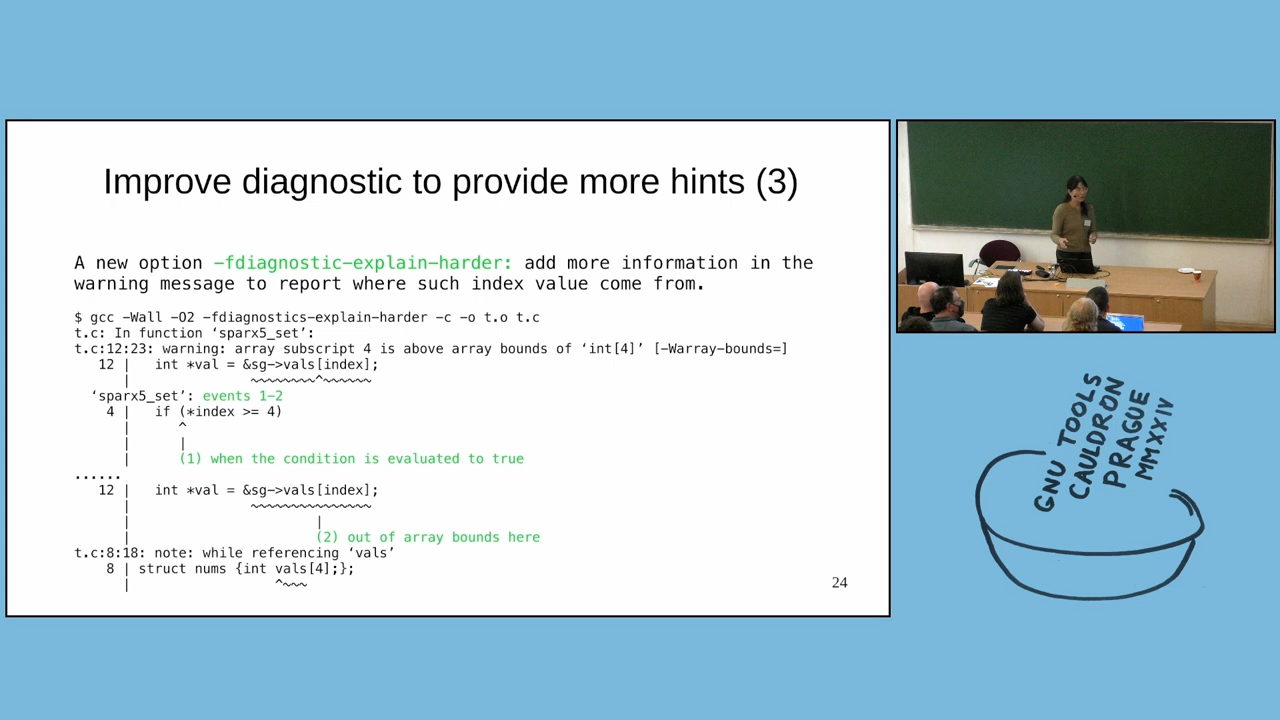 Improve diagnostic to provide more hints (3)
A new option -fdiagnostic-explain-harder: add more information in the
warning message to report where such index value come from.
$ gcc -Wall -O2 -fdiagnostics-explain-harder -c -o t.o t.c
t.c: In function ‘sparx5_set’:
t.c:12:23: warning: array subscript 4 is above array bounds of ‘int[4]’ [-Warray-bounds=]
12 | int *val = &sg->vals[index];
| ~~~~~~~~^~~~~~~
‘sparx5_set’: events 1-2
4 | if (*index >= 4)
| ^
| |
| (1) when the condition is evaluated to true
......
12 | int *val = &sg->vals[index];
| ~~~~~~~~~~~~~~~
| |
| (2) out of array bounds here
t.c:8:18: note: while referencing ‘vals’
8 | struct nums {int vals[4];};
| ^~~~
24
GNU TOOLS
CAULDRON
PRAGUE
MMXXIV